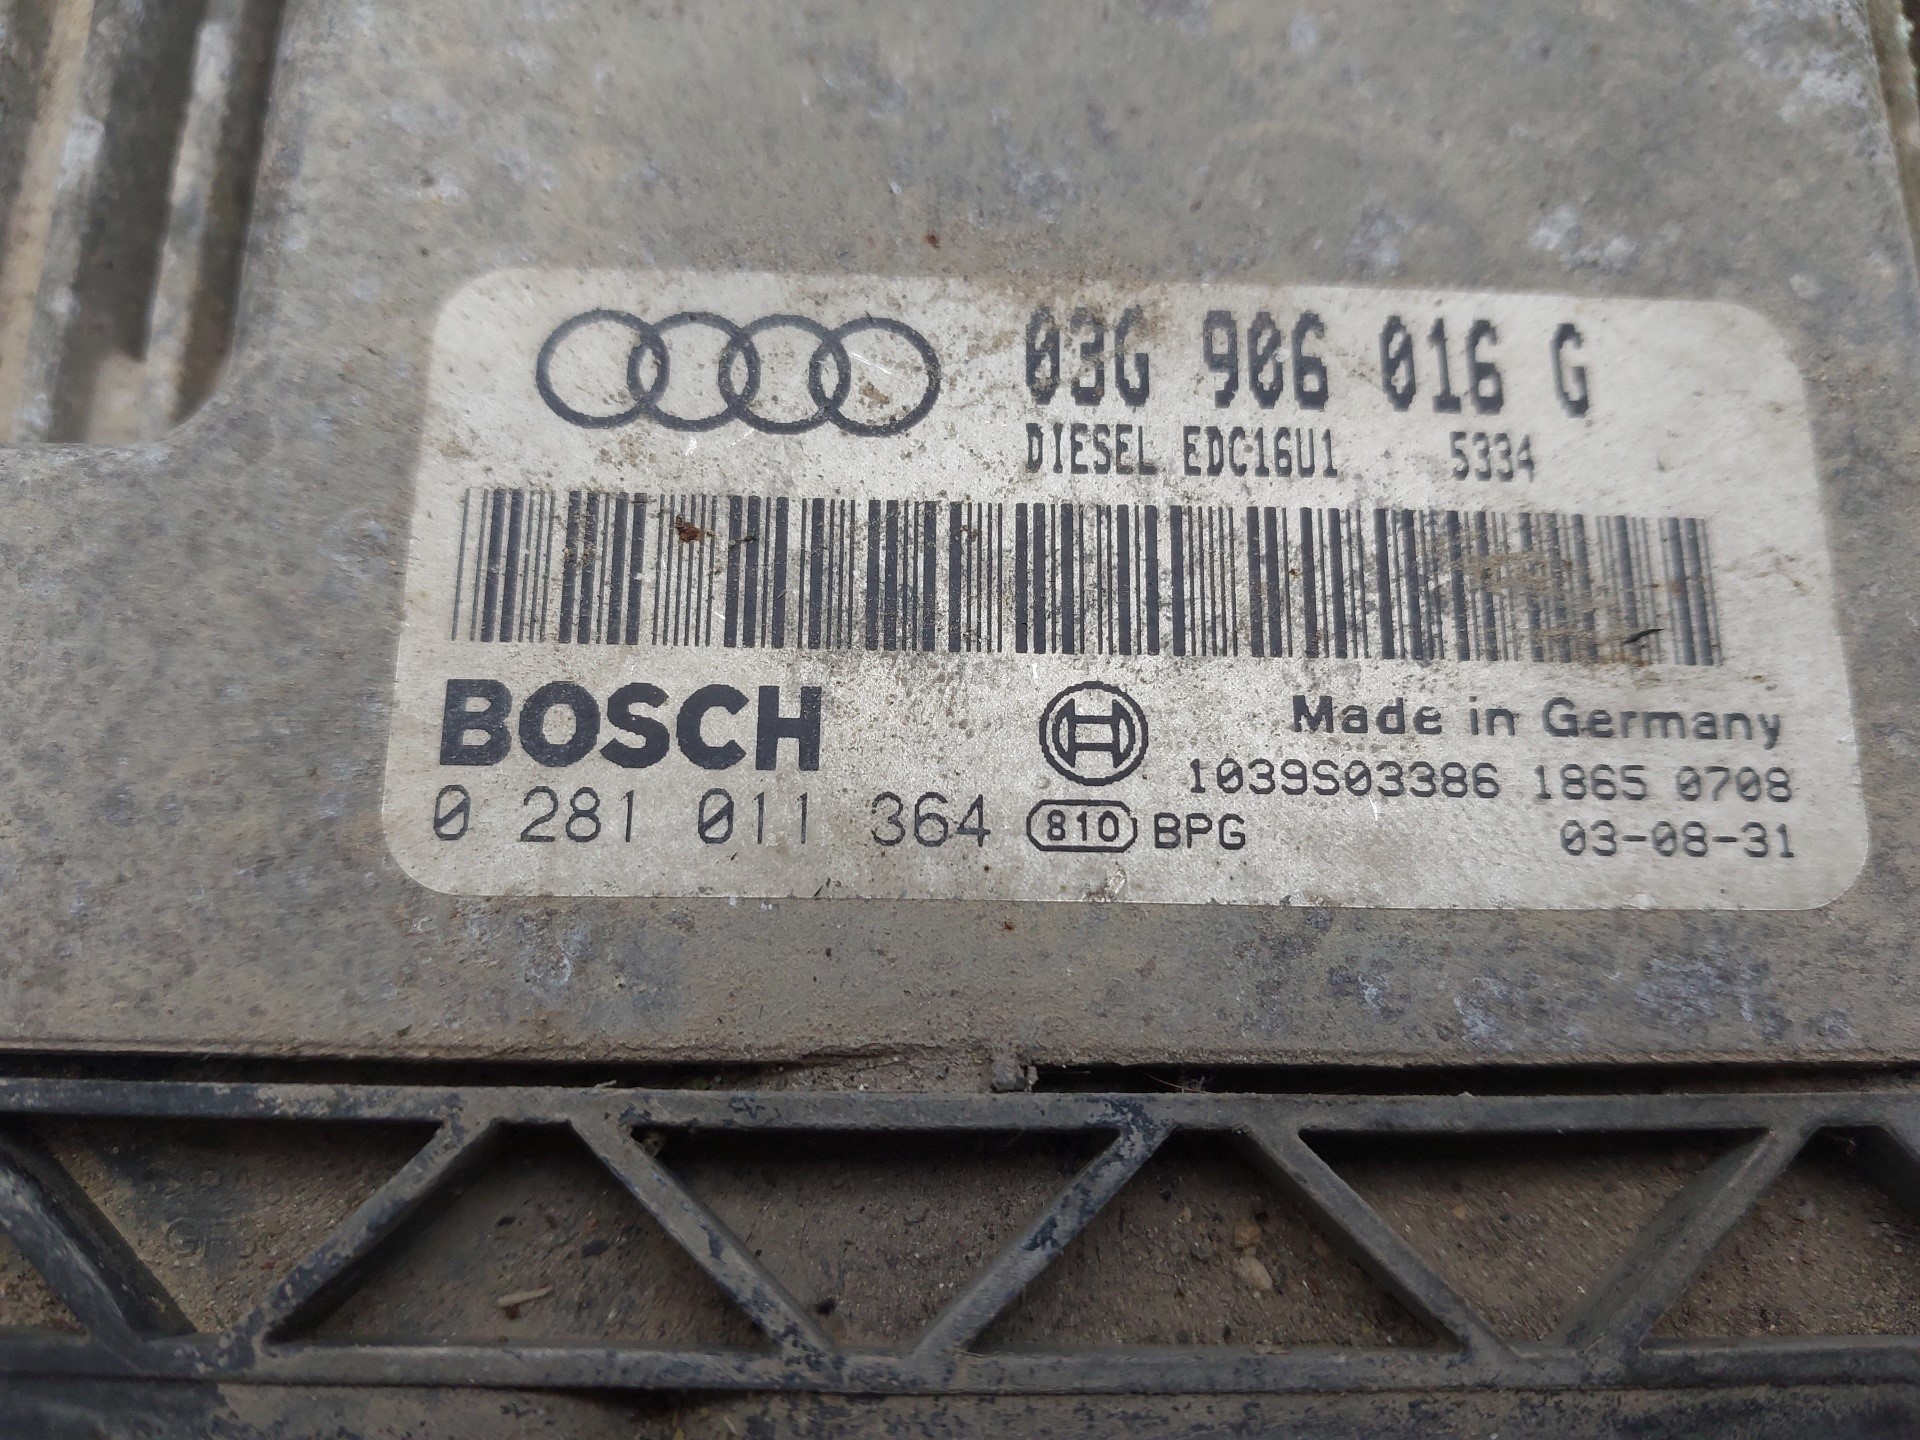 03G 906 016 G
DIESEL EDC16U1 5334
BOSCH
Made in Germany
1039S03386 1865 0708
0 281 011 364 810 BPG 03-08-31